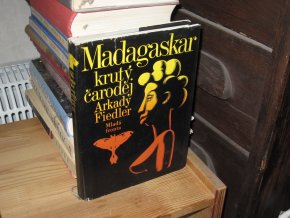 Madagaskar
krutý
čaroděj
Arkady
Fiedler
Mladá
fronta